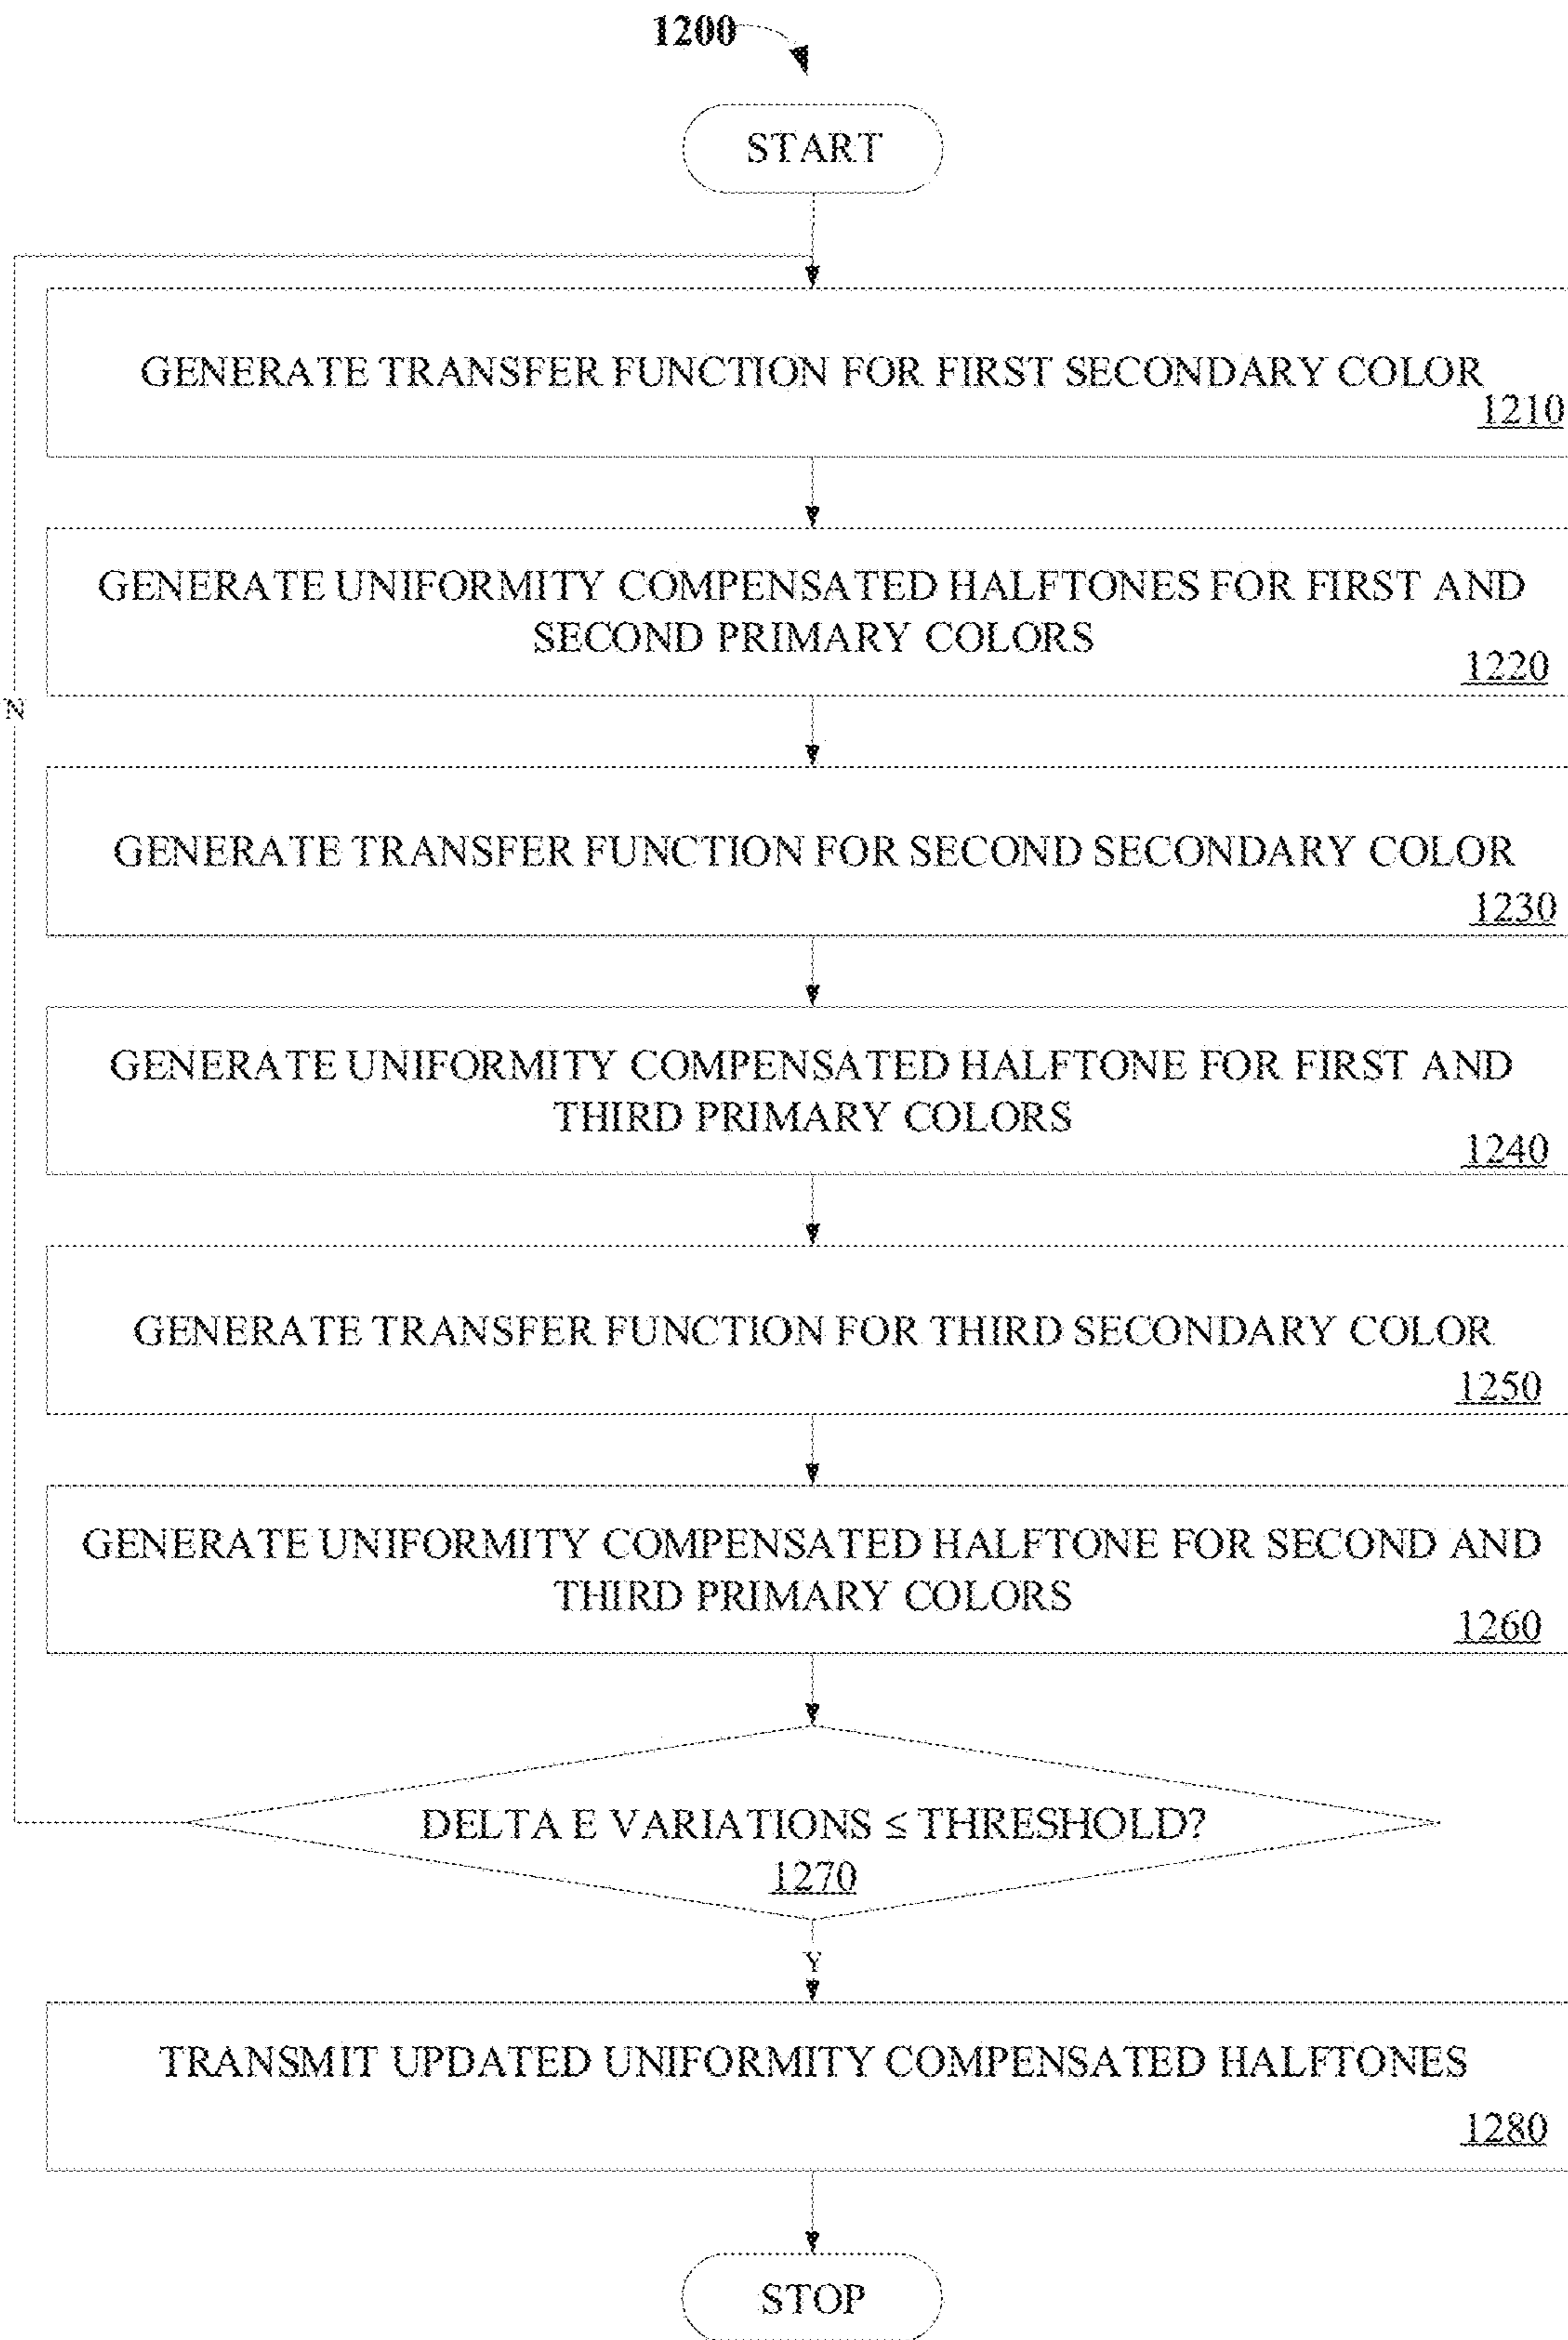 1200
START
GENERATE TRANSFER FUNCTION FOR FIRST SECONDARY COLOR
1210
GENERATE UNIFORMITY COMPENSATED HALFTONES FOR FIRST AND
SECOND PRIMARY COLORS
1220
N
GENERATE TRANSFER FUNCTION FOR SECOND SECONDARY COLOR
1230
GENERATE UNIFORMITY COMPENSATED HALFTONE FOR FIRST AND
THIRD PRIMARY COLORS
1240
GENERATE TRANSFER FUNCTION FOR THIRD SECONDARY COLOR
1250
GENERATE UNIFORMITY COMPENSATED HALFTONE FOR SECOND AND
THIRD PRIMARY COLORS
1260
DELTA E VARIATIONS ≤ THRESHOLD?
1270
Y
TRANSMIT UPDATED UNIFORMITY COMPENSATED HALFTONES
1280
STOP